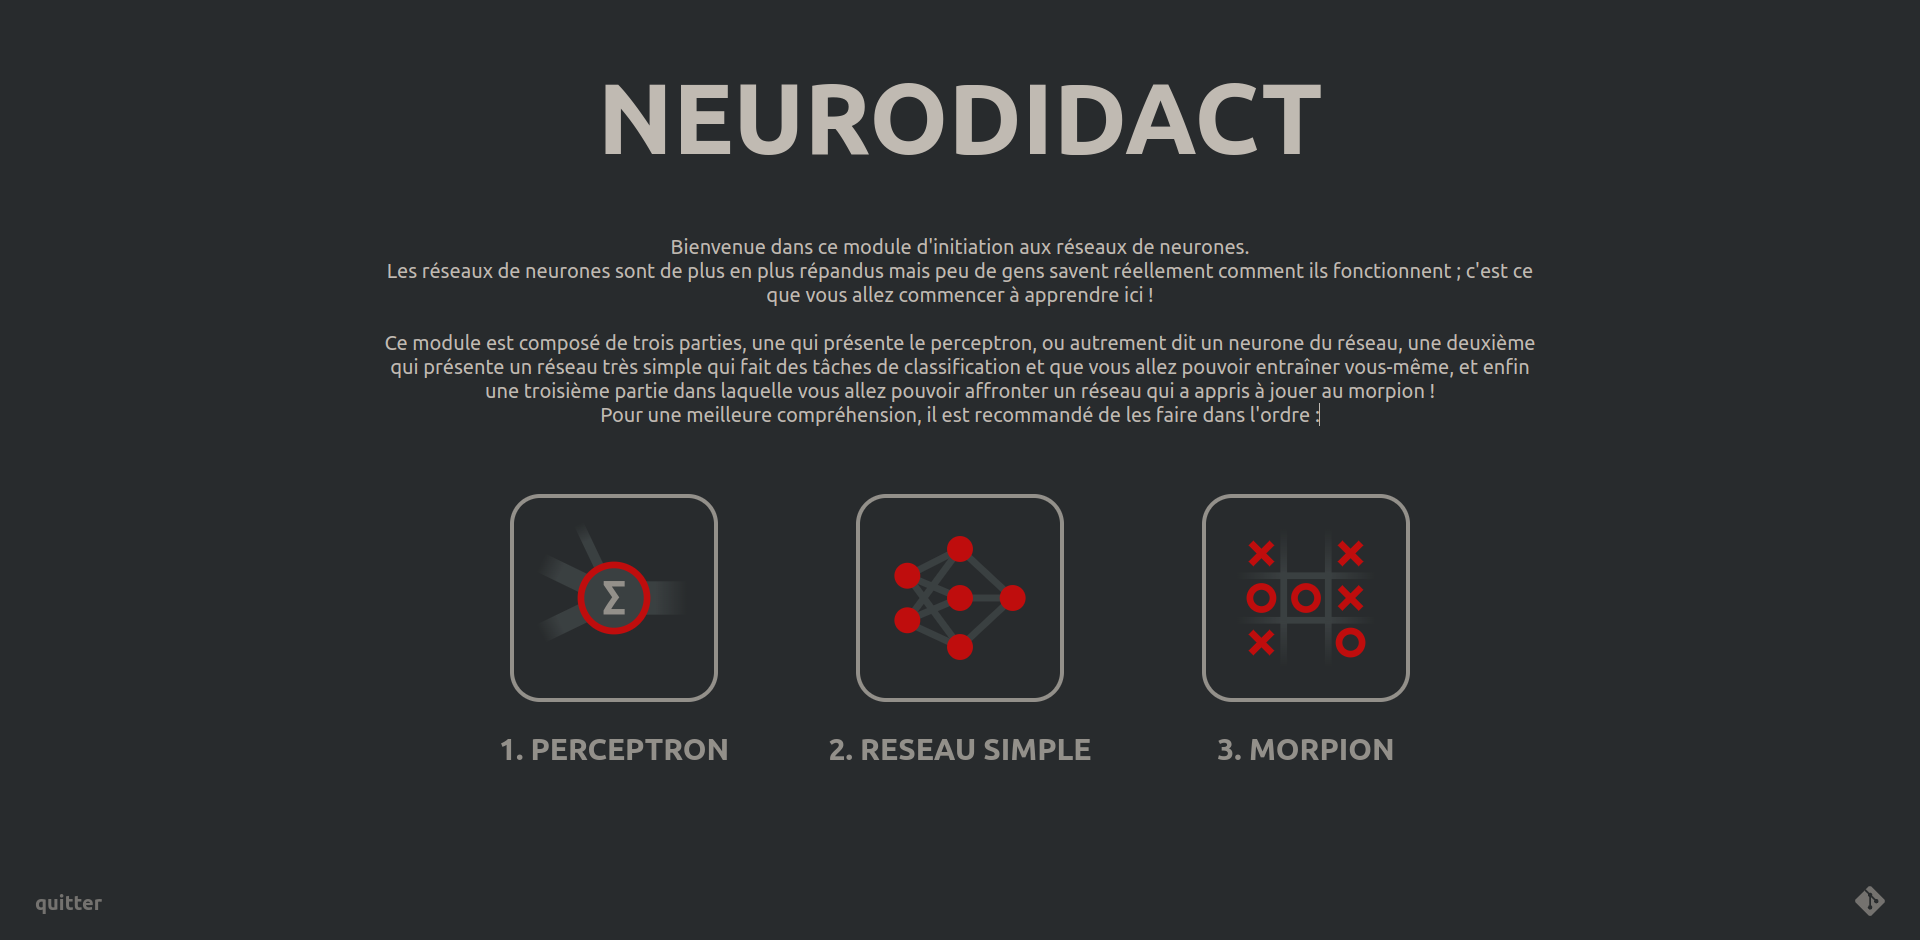 NEURODIDACT
Bienvenue dans ce module d'initiation aux réseaux de neurones.
Les réseaux de neurones sont de plus en plus répandus mais peu de gens savent réellement comment ils fonctionnent ; c'est ce
que vous allez commencer à apprendre ici !
Ce module est composé de trois parties, une qui présente le perceptron, ou autrement dit un neurone du réseau, une deuxième
qui présente un réseau très simple qui fait des tâches de classification et que vous allez pouvoir entraîner vous-même, et enfin
une troisième partie dans laquelle vous allez pouvoir affronter un réseau qui a appris à jouer au morpion !
Pour une meilleure compréhension, il est recommandé de les faire dans l'ordre :
Σ
1. PERCEPTRON
2. RESEAU SIMPLE
3. MORPION
quitter